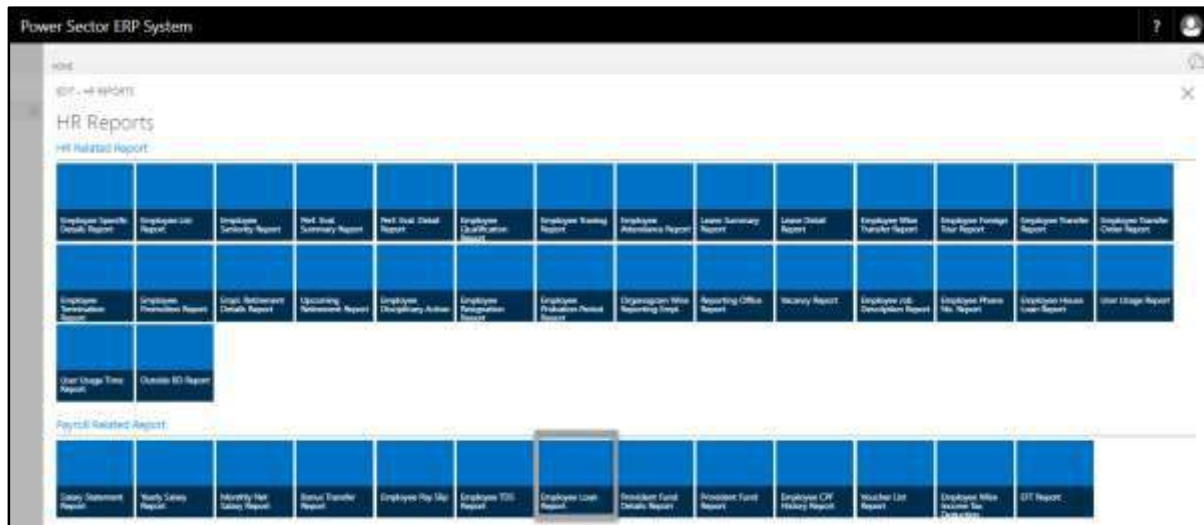 Power Sector ERP System ?
HOME
EDIT - HR REPORTS
HR Reports
HR Related Report
Employee Specific Details Report
Employee List Report
Employee Seniority Report
Perf. Eval. Summary Report
Perf. Eval. Detail Report
Employee Qualification Report
Employee Training Report
Employee Attendance Report
Leave Summary Report
Leave Detail Report
Employee Wise Transfer Report
Employee Foreign Tour Report
Employee Transfer Report
Employee Transfer Order Report
Employee Termination Report
Employee Promotion Report
Empl. Retirement Details Report
Upcoming Retirement Report
Employee Disciplinary Action
Employee Resignation Report
Employee Probation Period Report
Organogram Wise Reporting Empl.
Reporting Office Report
Vacancy Report
Employee Job Description Report
Employee Phone No. Report
Employee House Loan Report
User Usage Report
User Usage Time Report
Outside BD Report
Payroll Related Report
Salary Statement Report
Yearly Salary Report
Monthly Net Salary Report
Bonus Transfer Report
Employee Pay Slip
Employee TDS Report
Employee Loan Report
Provident Fund Details Report
Provident Fund Report
Employee CPF History Report
Voucher List Report
Employee Wise Income Tax Deduction
EFT Report